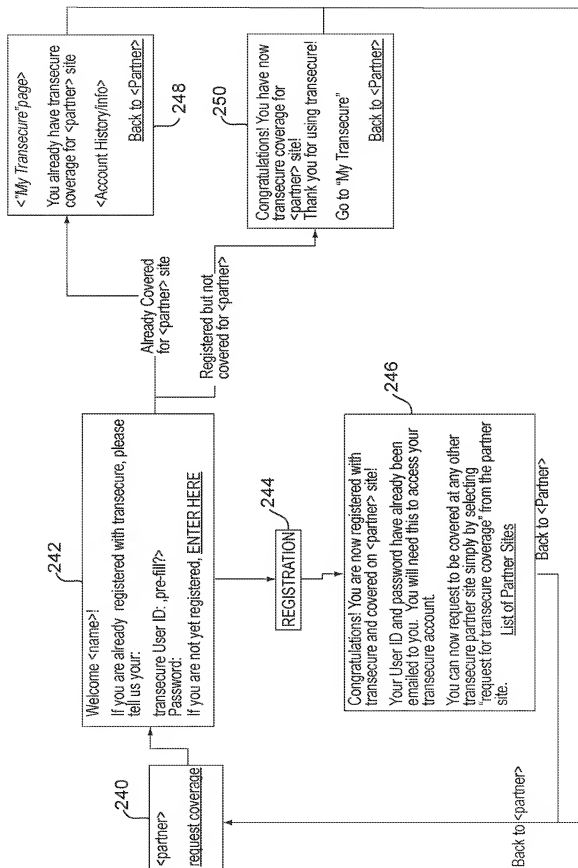 <partner>
request coverage
240
242
Welcome <name>!
If you are already registered with transecure, please
tell us your:
transecure User ID: ,pre-fill?>
Password:
If you are not yet registered, ENTER HERE
244
REGISTRATION
246
Congratulations! You are now registered with
transecure and covered on <partner> site!
Your User ID and password have already been
emailed to you. You will need this to access your
transecure account.
You can now request to be covered at any other
transecure partner site simply by selecting
"request for transecure coverage" from the partner
site.
List of Partner Sites
Back to <Partner>
Back to <partner>
Already Covered
for <partner> site
Registered but not
covered for <partner>
<"My Transecure"page>
You already have transecure
coverage for <partner> site
<Account History/info>
Back to <Partner>
248
250
Congratulations! You have now
transecure coverage for
<partner> site!
Thank you for using transecure!
Go to "My Transecure"
Back to <Partner>